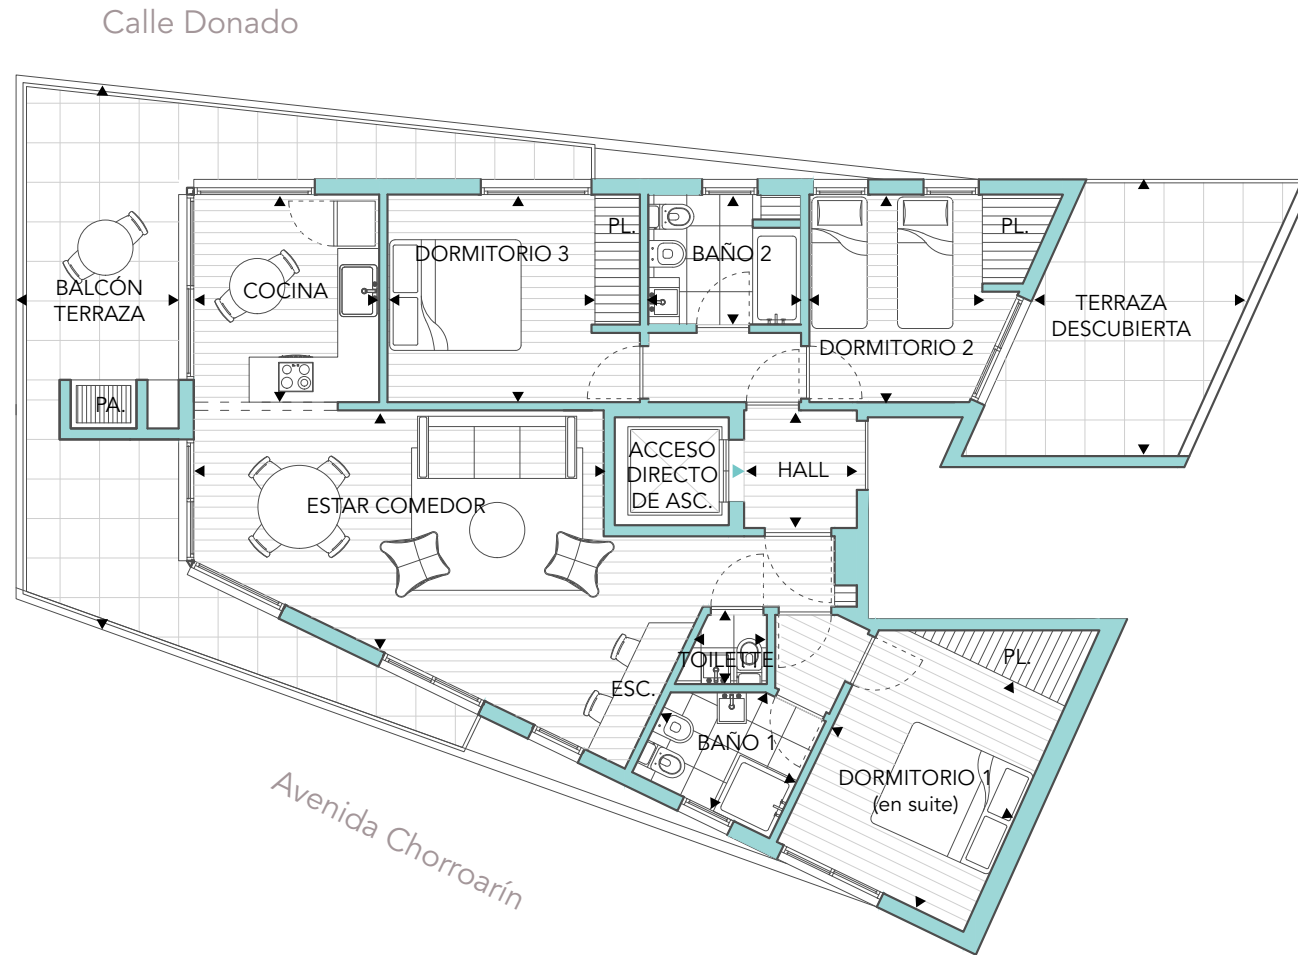 Calle Donado
DORMITORIO 3
PL.
BAÑO 2
PL.
BALCÓN
TERRAZA
COCINA
TERRAZA
DESCUBIERTA
DORMITORIO 2
PA.
ACCESO
DIRECTO
DE ASC.
HALL
ESTAR COMEDOR
TOILETTE
PL.
ESC.
BAÑO 1
DORMITORIO 1
(en suite)
Avenida Chorroarín